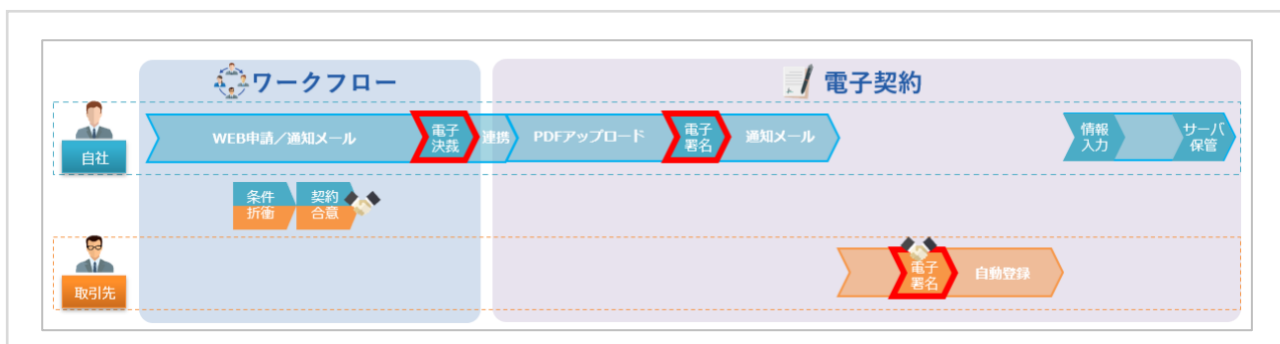 ワークフロー
電子契約
自社
WEB申請／通知メール
電子
決裁
連携
PDFアップロード
電子
署名
通知メール
情報
入力
サーバ
保管
条件
折衝
契約
合意
取引先
電子
署名
自動登録